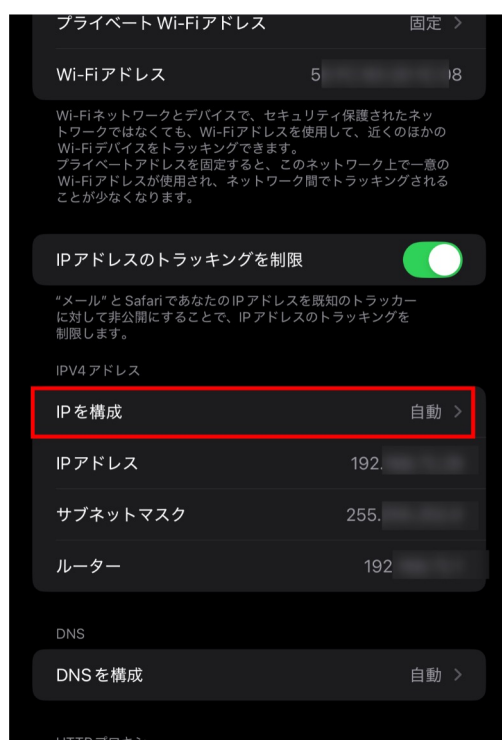 プライベート Wi-Fiアドレス 固定
Wi-Fiアドレス 5 8
Wi-Fiネットワークとデバイスで、セキュリティ保護されたネッ
トワークではなくても、Wi-Fiアドレスを使用して、近くのほかの
Wi-Fiデバイスをトラッキングできます。
プライベートアドレスを固定すると、このネットワーク上で一意の
Wi-Fiアドレスが使用され、ネットワーク間でトラッキングされる
ことが少なくなります。
IPアドレスのトラッキングを制限
“メール” と Safari であなたの IP アドレスを既知のトラッカー
に対して非公開にすることで、IP アドレスのトラッキングを
制限します。
IPV4 アドレス
IP を構成 自動
IP アドレス 192.
サブネットマスク 255.
ルーター 192
DNS
DNS を構成 自動
HTTP プロキシ